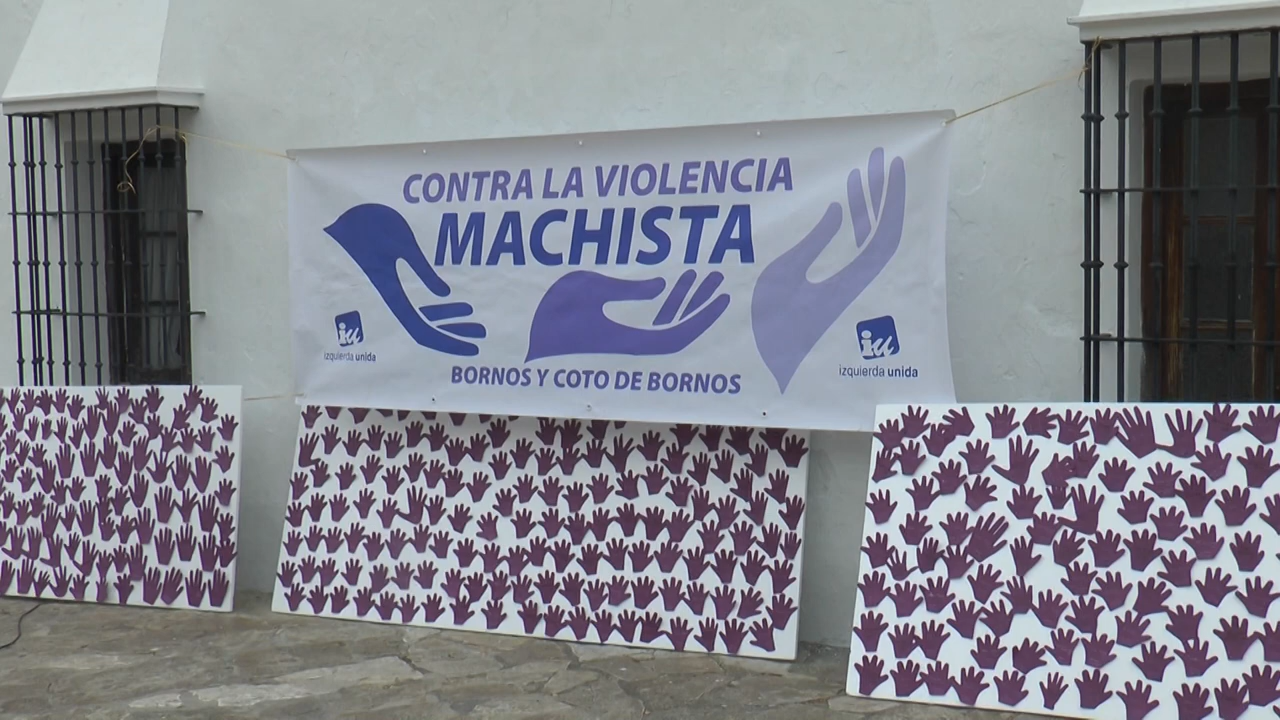 CONTRA LA VIOLENCIA
MACHISTA
iu
izquierda unida
iu
izquierda unida
BORNOS Y COTO DE BORNOS